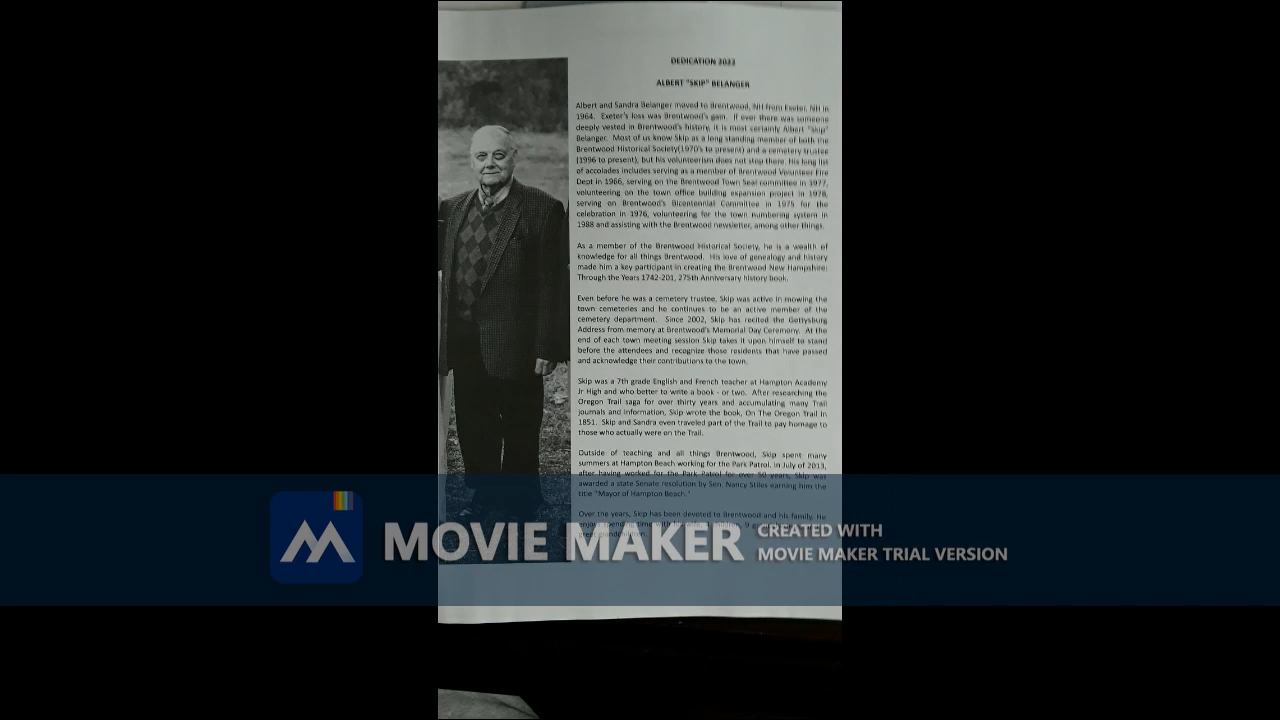 DEDICATION 2022
ALBERT "SKIP" BELANGER
Albert and Sandra Belanger moved to Brentwood, NH from Exeter, NH in
1964. Exeter's loss was Brentwood's gain. If ever there was someone
deeply vested in Brentwood's history, it is most certainly Albert "Skip"
Belanger. Most of us know Skip as a long standing member of both the
Brentwood Historical Society(1970's to present) and a cemetery trustee
(1996 to present), but his volunteerism does not stop there. His long list
of accolades includes serving as a member of Brentwood Volunteer Fire
Dept in 1966, serving on the Brentwood Town Seal committee in 1977,
volunteering on the town office building expansion project in 1978,
serving on Brentwood's Bicentennial Committee in 1975 for the
celebration in 1976, volunteering for the town numbering system in
1988 and assisting with the Brentwood newsletter, among other things.
As a member of the Brentwood Historical Society, he is a wealth of
knowledge for all things Brentwood. His love of genealogy and history
made him a key participant in creating the Brentwood New Hampshire:
Through the Years 1742-201, 275th Anniversary history book.
Even before he was a cemetery trustee, Skip was active in mowing the
town cemeteries and he continues to be an active member of the
cemetery department. Since 2002, Skip has recited the Gettysburg
Address from memory at Brentwood's Memorial Day Ceremony. At the
end of each town meeting session Skip takes it upon himself to stand
before the attendees and recognize those residents that have passed
and acknowledge their contributions to the town.
Skip was a 7th grade English and French teacher at Hampton Academy
Jr High and who better to write a book - or two. After researching the
Oregon Trail saga for over thirty years and accumulating many Trail
journals and information, Skip wrote the book, On The Oregon Trail in
1851. Skip and Sandra even traveled part of the Trail to pay homage to
those who actually were on the Trail.
Outside of teaching and all things Brentwood, Skip spent many
summers at Hampton Beach working for the Park Patrol. In July of 2013,
after having worked for the Park Patrol for over 50 years, Skip was
awarded a state Senate resolution by Sen. Nancy Stiles earning him the
title "Mayor of Hampton Beach."
Over the years, Skip has been devoted to Brentwood and his family. He
enjoys spending time with
great grandchildren.
MOVIE MAKER
CREATED WITH
MOVIE MAKER TRIAL VERSION